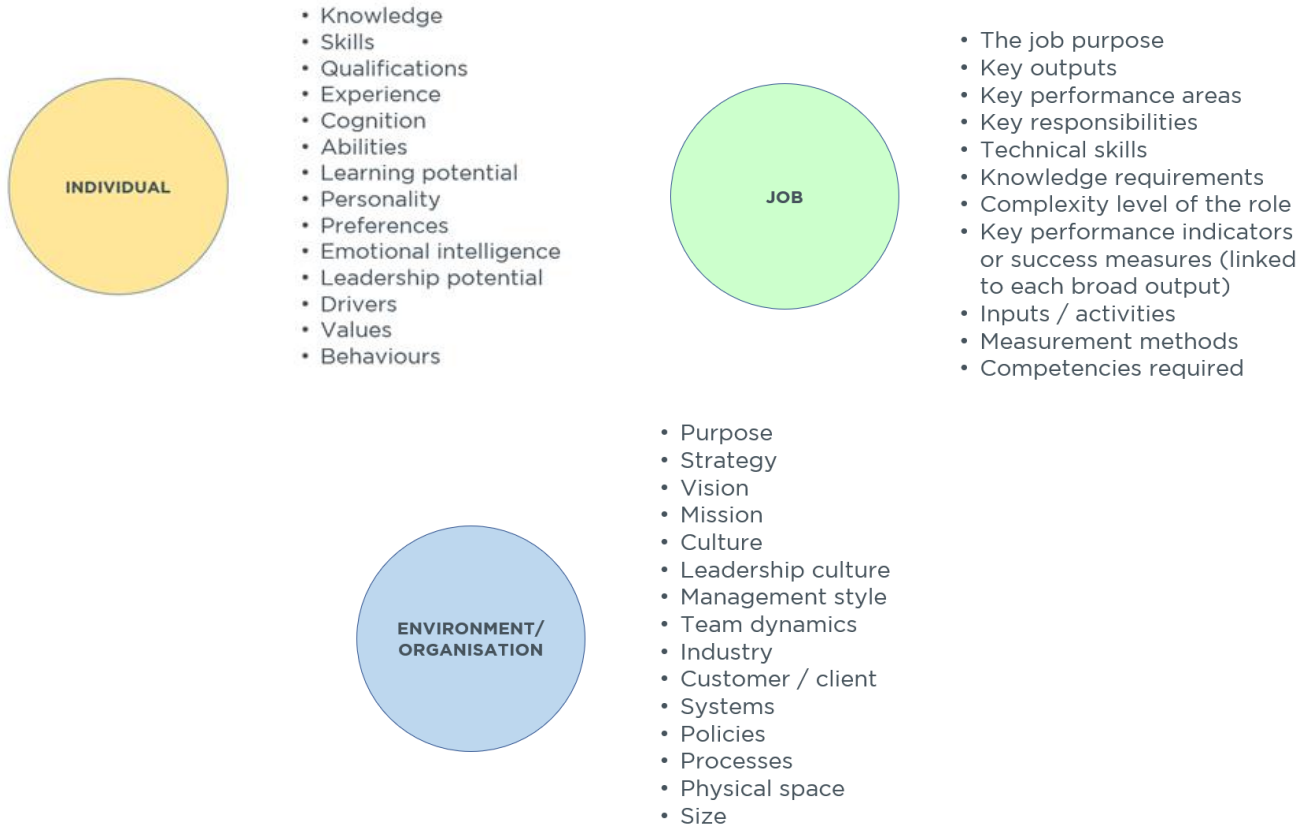 INDIVIDUAL
• Knowledge
• Skills
• Qualifications
• Experience
• Cognition
• Abilities
• Learning potential
• Personality
• Preferences
• Emotional intelligence
• Leadership potential
• Drivers
• Values
• Behaviours
JOB
• The job purpose
• Key outputs
• Key performance areas
• Key responsibilities
• Technical skills
• Knowledge requirements
• Complexity level of the role
• Key performance indicators
or success measures (linked
to each broad output)
• Inputs / activities
• Measurement methods
• Competencies required
ENVIRONMENT/
ORGANISATION
• Purpose
• Strategy
• Vision
• Mission
• Culture
• Leadership culture
• Management style
• Team dynamics
• Industry
• Customer / client
• Systems
• Policies
• Processes
• Physical space
• Size